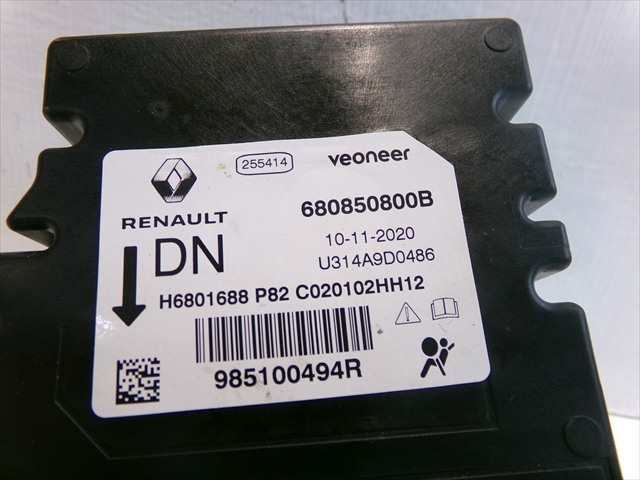 255414
veoneer
RENAULT
680850800B
DN
10-11-2020
U314A9D0486
H6801688 P82 C020102HH12
985100494R